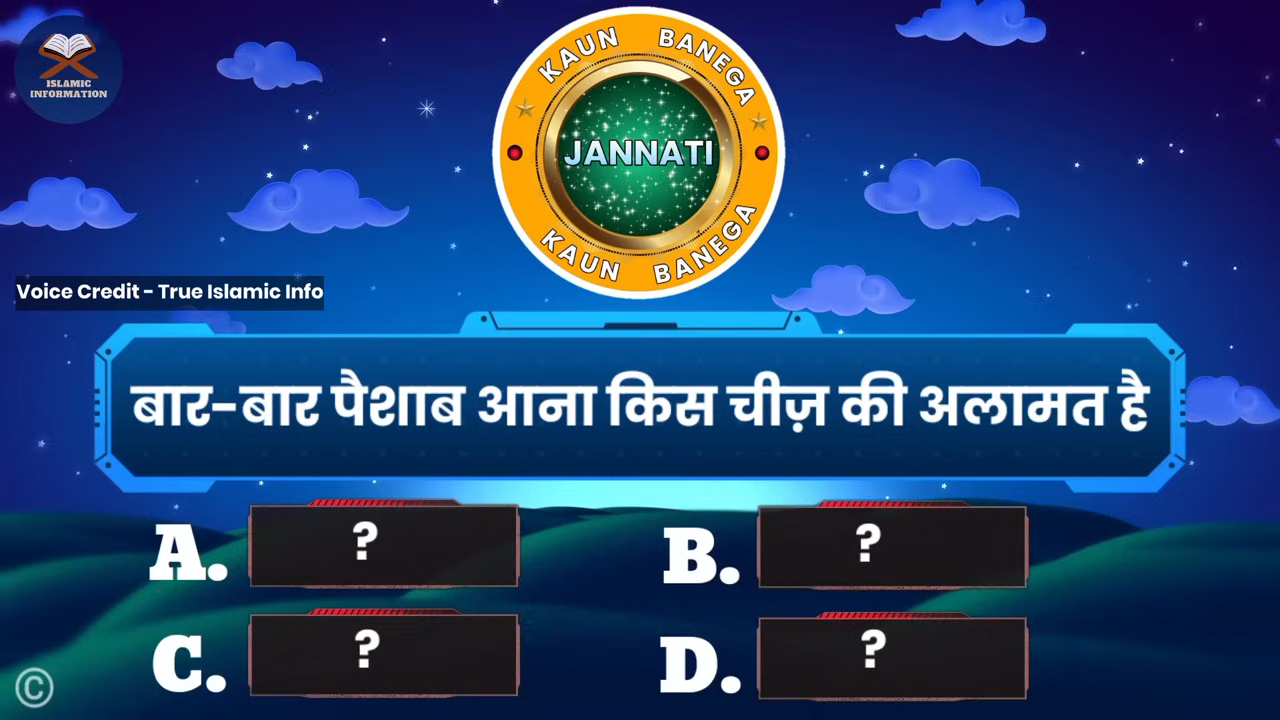 ISLAMIC
INFORMATION
KAUN BANEGA
JANNATI
KAUN BANEGA
Voice Credit - True Islamic Info
बार-बार पैशाब आना किस चीज़ की अलामत है
A. ?
B. ?
C. ?
D. ?
©